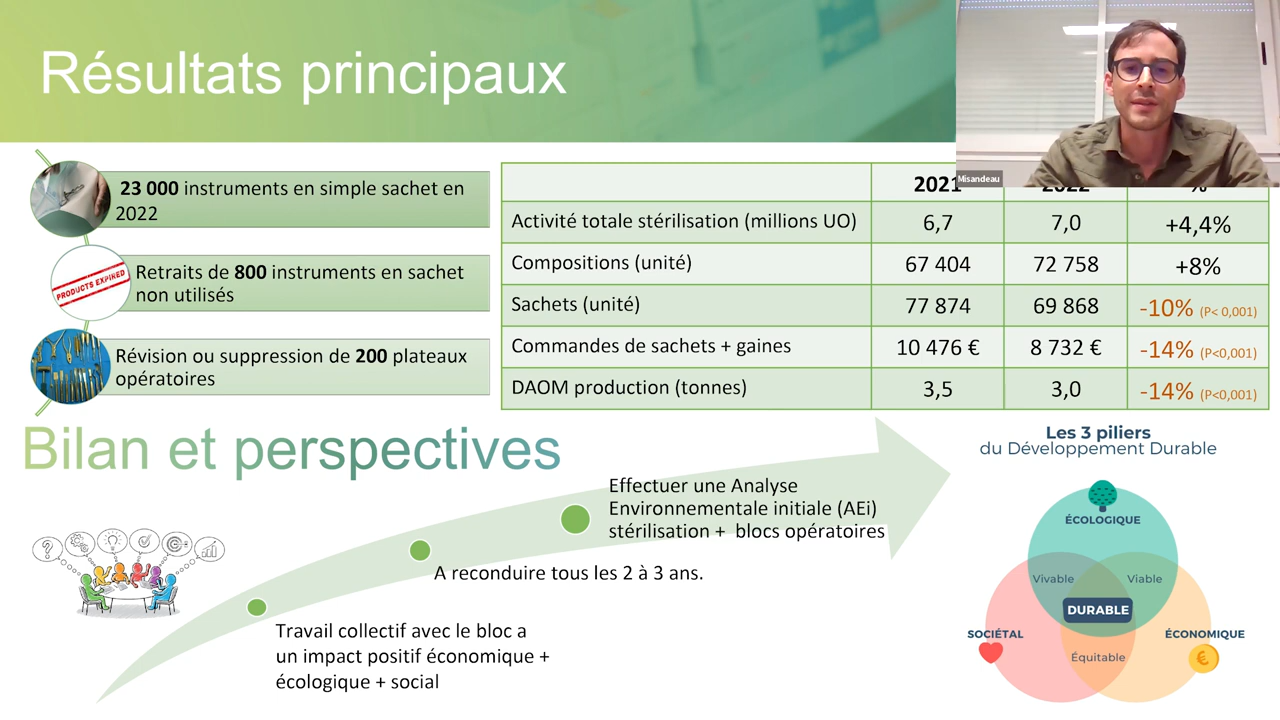 Résultats principaux
Misandeau
23 000 instruments en simple sachet en
2022
PRODUCTS EXPIRED
Retraits de 800 instruments en sachet
non utilisés
Révision ou suppression de 200 plateaux
opératoires
2021 2022 %
Activité totale stérilisation (millions UO) 6,7 7,0 +4,4%
Compositions (unité) 67 404 72 758 +8%
Sachets (unité) 77 874 69 868 -10% (P< 0,001)
Commandes de sachets + gaines 10 476 € 8 732 € -14% (P<0,001)
DAOM production (tonnes) 3,5 3,0 -14% (P<0,001)
Bilan et perspectives
Effectuer une Analyse
Environnementale initiale (AEi)
stérilisation + blocs opératoires
A reconduire tous les 2 à 3 ans.
Travail collectif avec le bloc a
un impact positif économique +
écologique + social
Les 3 piliers
du Développement Durable
ÉCOLOGIQUE
Vivable Viable
DURABLE
SOCIÉTAL ÉCONOMIQUE
€
Équitable